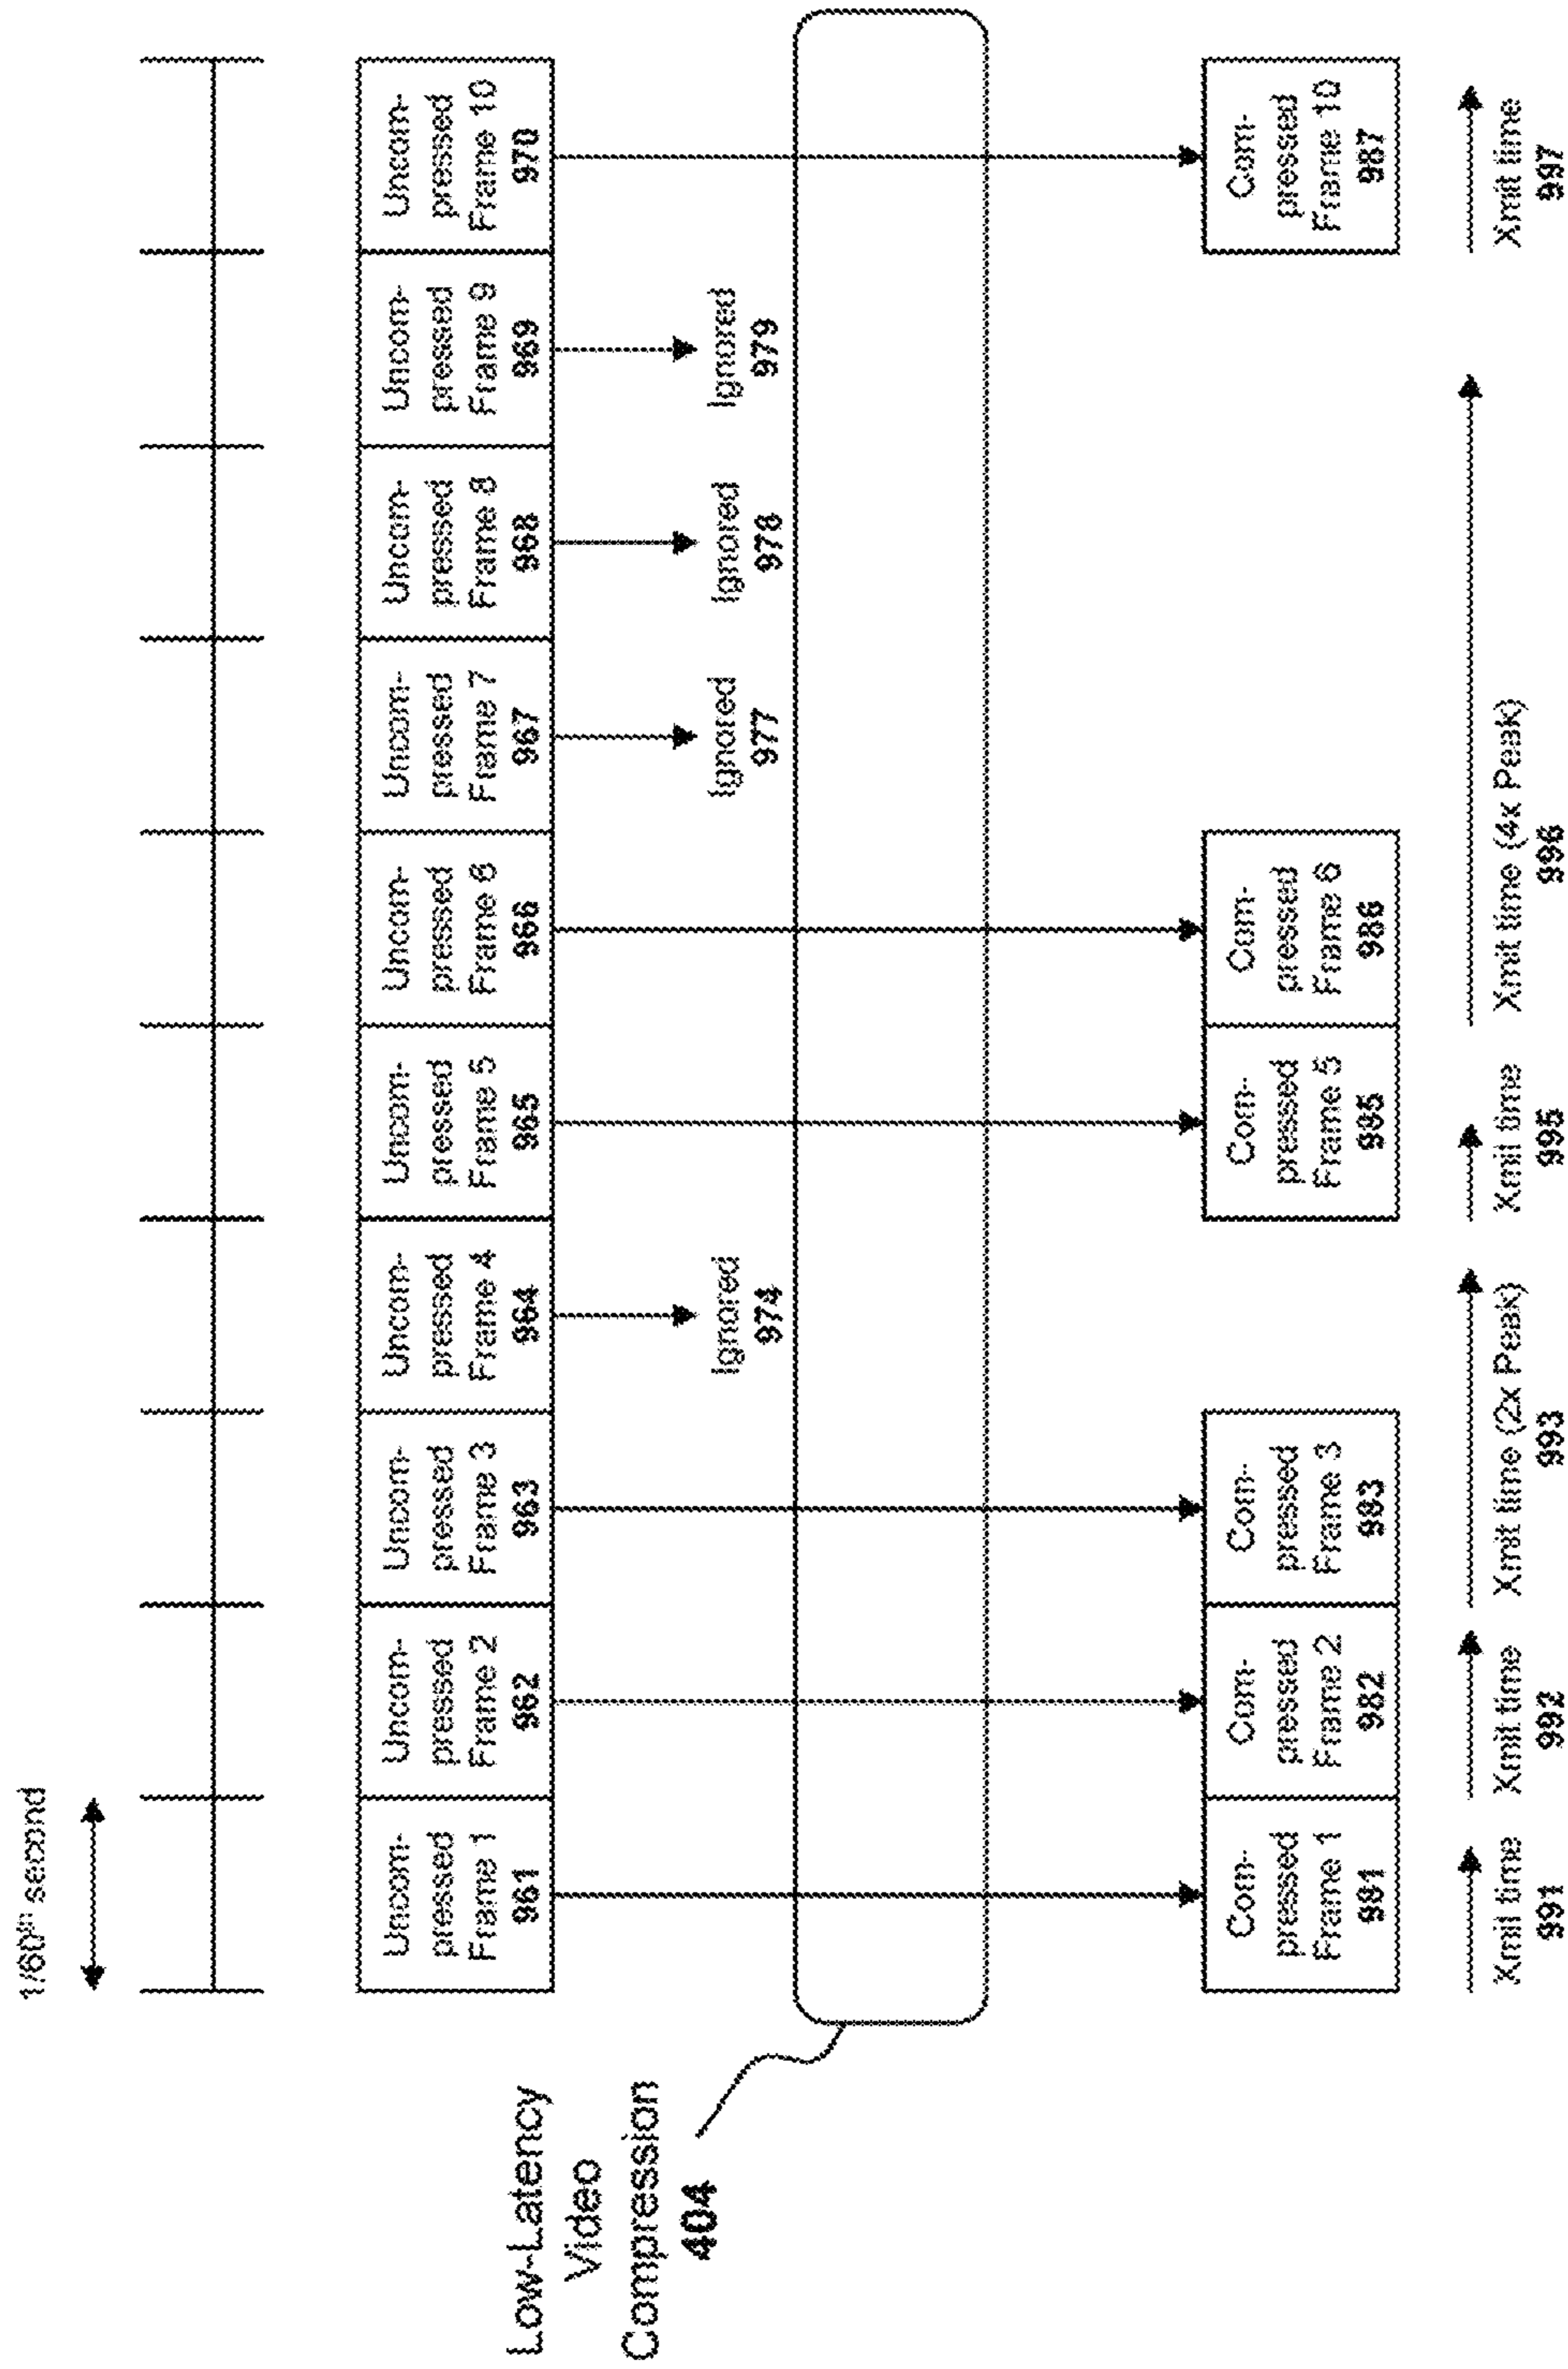 1/60th second
Uncom-
pressed
Frame 1
961
Uncom-
pressed
Frame 2
962
Uncom-
pressed
Frame 3
963
Uncom-
pressed
Frame 4
964
Uncom-
pressed
Frame 5
965
Uncom-
pressed
Frame 6
966
Uncom-
pressed
Frame 7
967
Uncom-
pressed
Frame 8
968
Uncom-
pressed
Frame 9
969
Uncom-
pressed
Frame 10
970
Ignored
974
Ignored
977
Ignored
978
Ignored
979
Low-Latency
Video
Compression
404
Com-
pressed
Frame 1
981
Com-
pressed
Frame 2
982
Com-
pressed
Frame 3
983
Com-
pressed
Frame 5
985
Com-
pressed
Frame 6
986
Com-
pressed
Frame 10
987
Xmit time
991
Xmit time
992
Xmit time (2x Peak)
993
Xmit time
995
Xmit time (4x Peak)
996
Xmit time
997